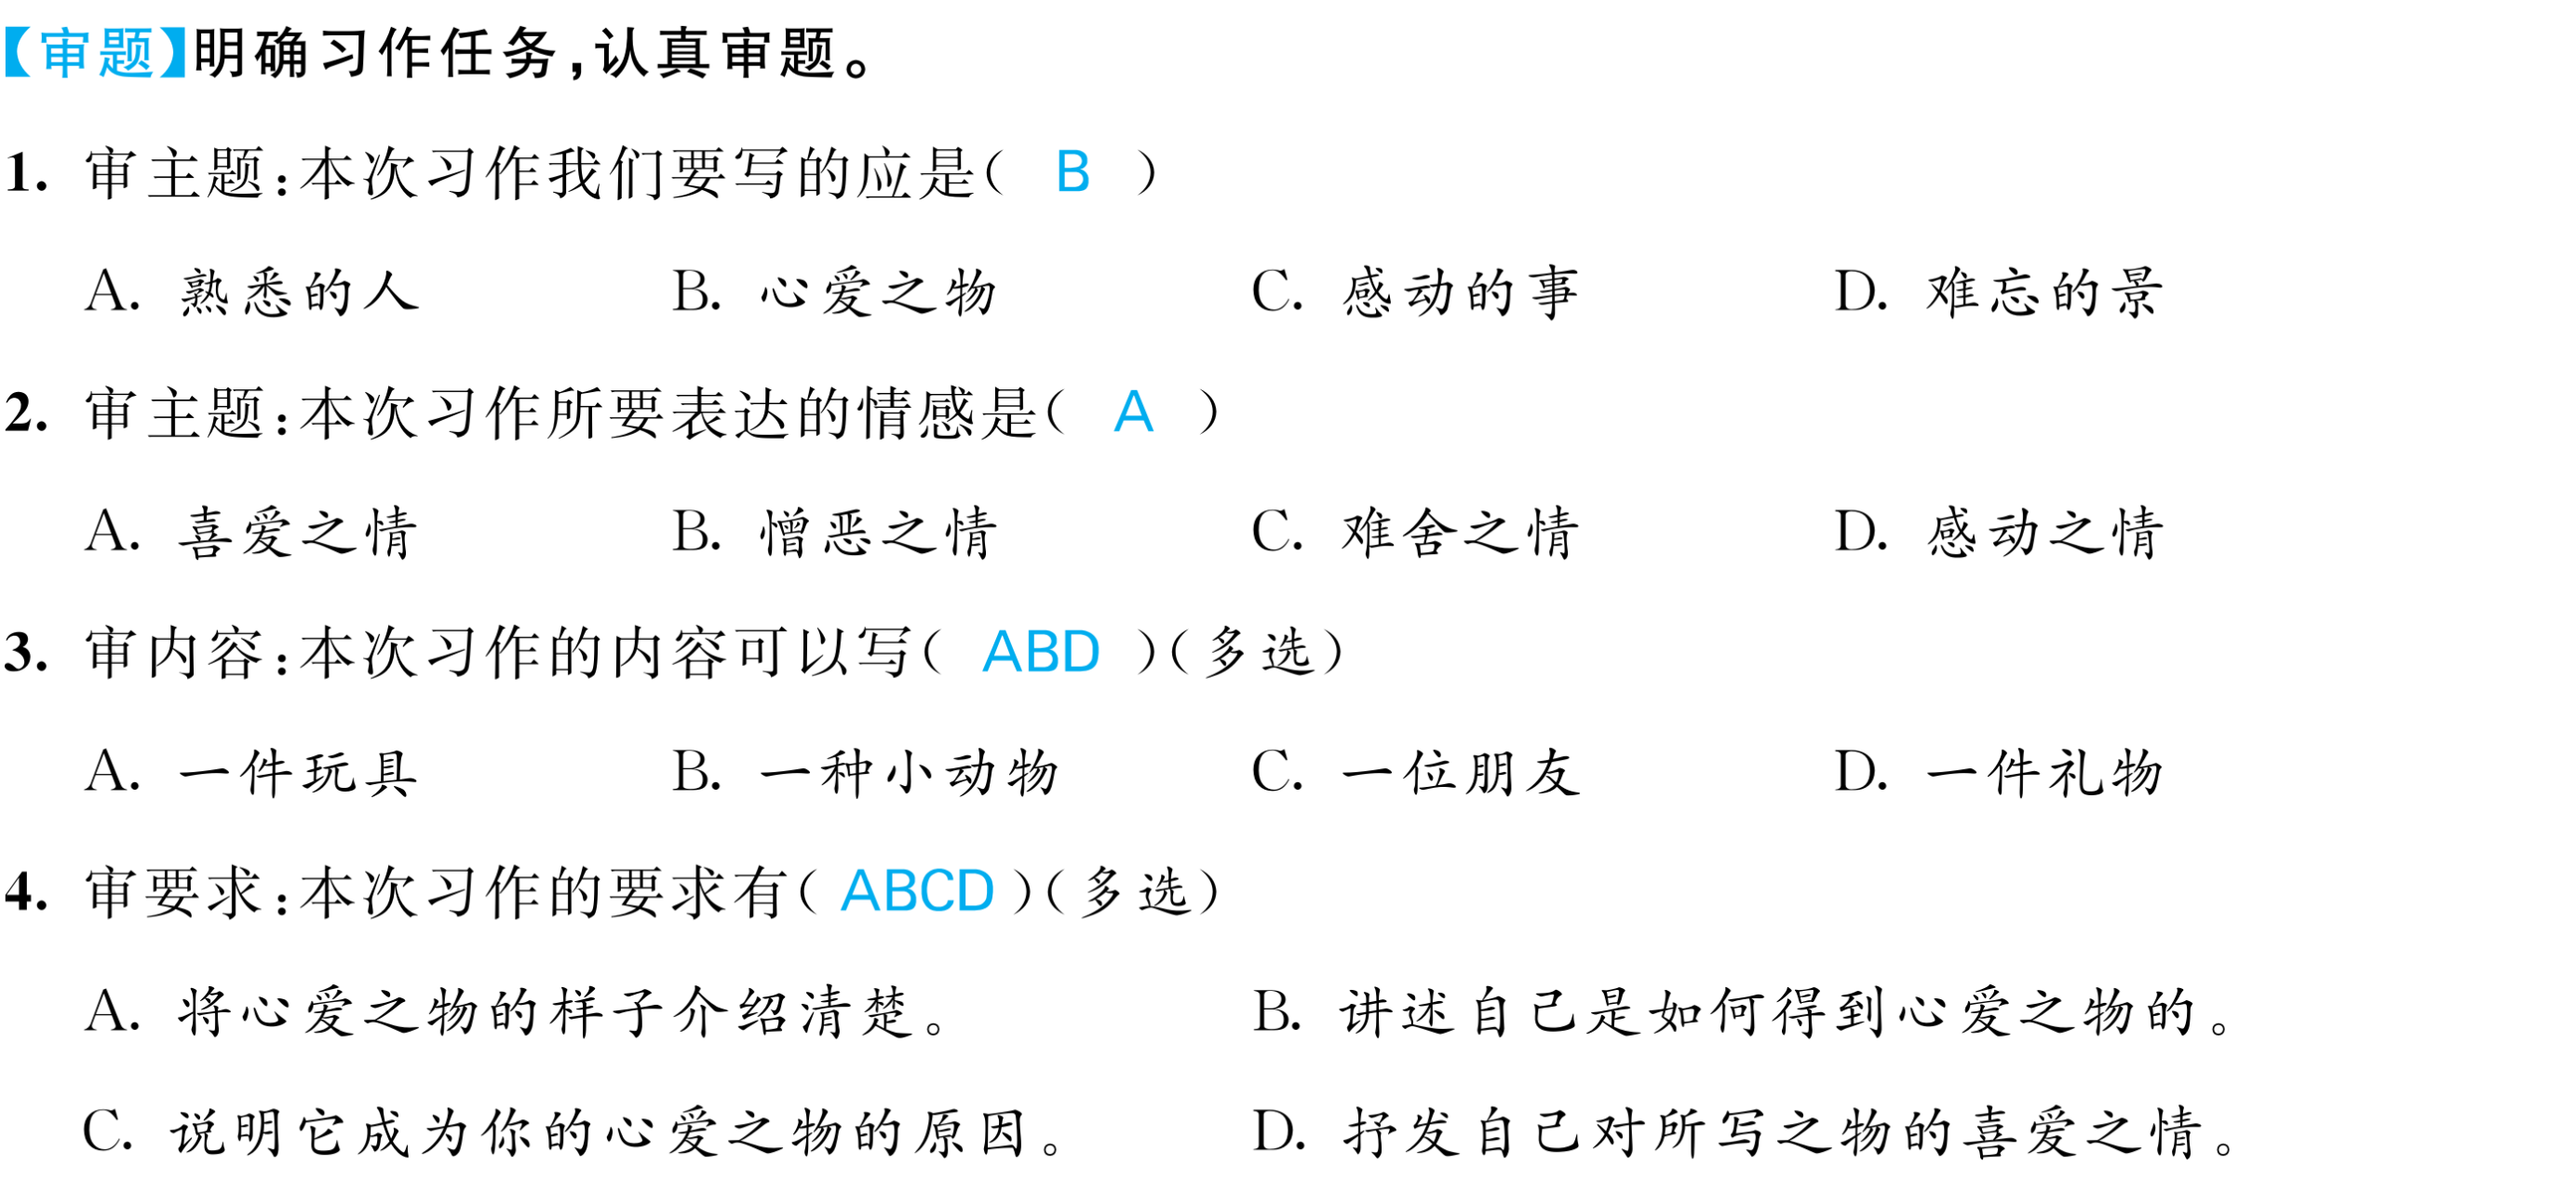 【审题】明确习作任务,认真审题。
1. 审主题:本次习作我们要写的应是( B )
A. 熟悉的人 B. 心爱之物 C. 感动的事 D. 难忘的景
2. 审主题:本次习作所要表达的情感是( A )
A. 喜爱之情 B. 憎恶之情 C. 难舍之情 D. 感动之情
3. 审内容:本次习作的内容可以写( ABD )(多选)
A. 一件玩具 B. 一种小动物 C. 一位朋友 D. 一件礼物
4. 审要求:本次习作的要求有( ABCD )(多选)
A. 将心爱之物的样子介绍清楚。 B. 讲述自己是如何得到心爱之物的。
C. 说明它成为你的心爱之物的原因。 D. 抒发自己对所写之物的喜爱之情。